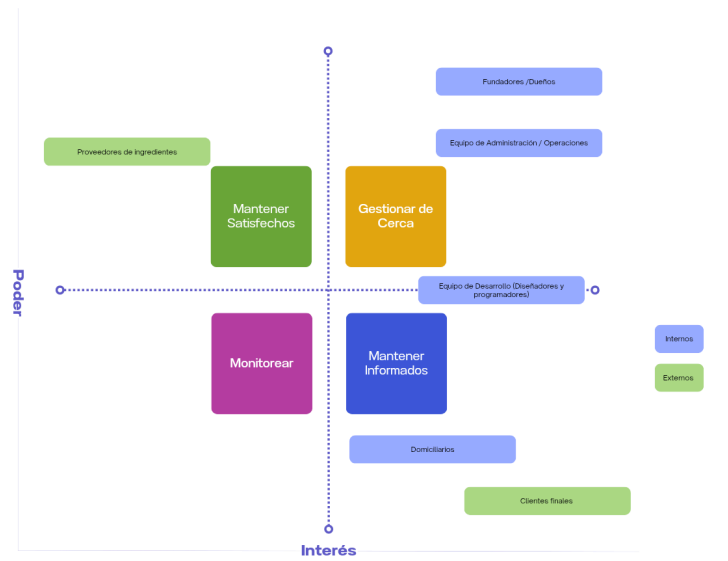 Fundadores /Dueños
Equipo de Administración / Operaciones
Proveedores de ingredientes
Mantener
Satisfechos
Gestionar de
Cerca
Poder
Equipo de Desarrollo (Diseñadores y
programadores)
Internos
Monitorear
Mantener
Informados
Externos
Domiciliarios
Clientes finales
Interés